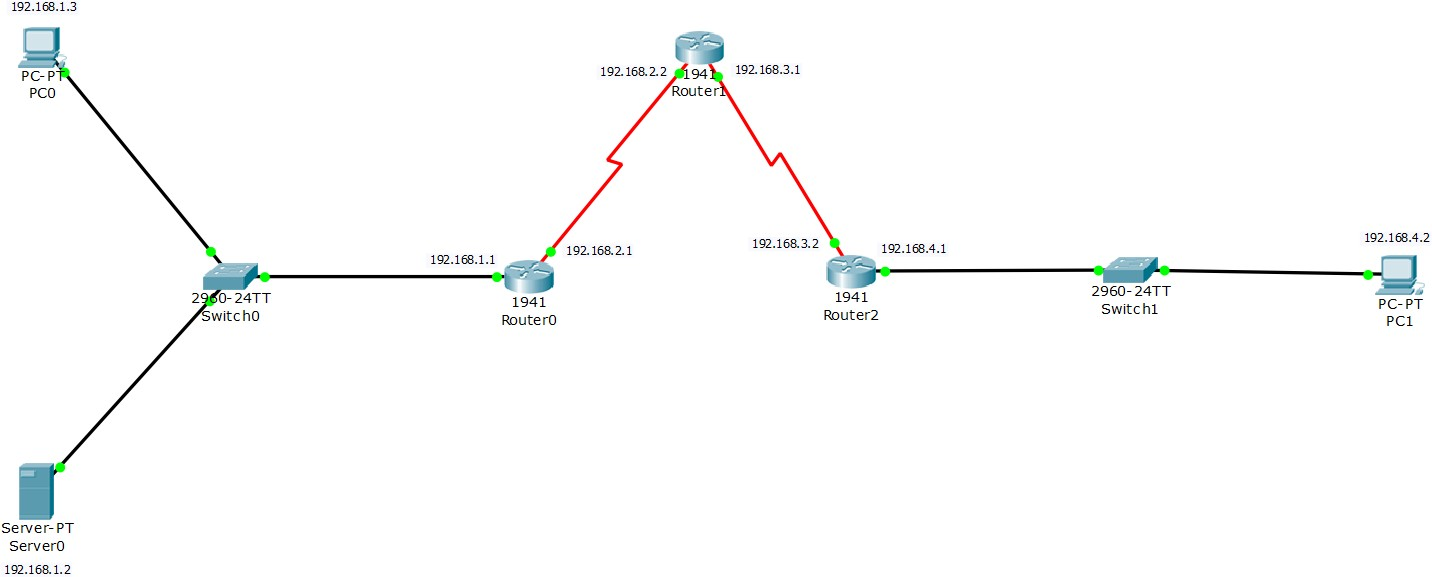 192.168.1.3
PC-PT
PC0
192.168.2.2
1941
Router1
192.168.3.1
192.168.1.1
192.168.2.1
2960-24TT
Switch0
1941
Router0
192.168.3.2
192.168.4.1
1941
Router2
2960-24TT
Switch1
192.168.4.2
PC-PT
PC1
Server-PT
Server0
192.168.1.2